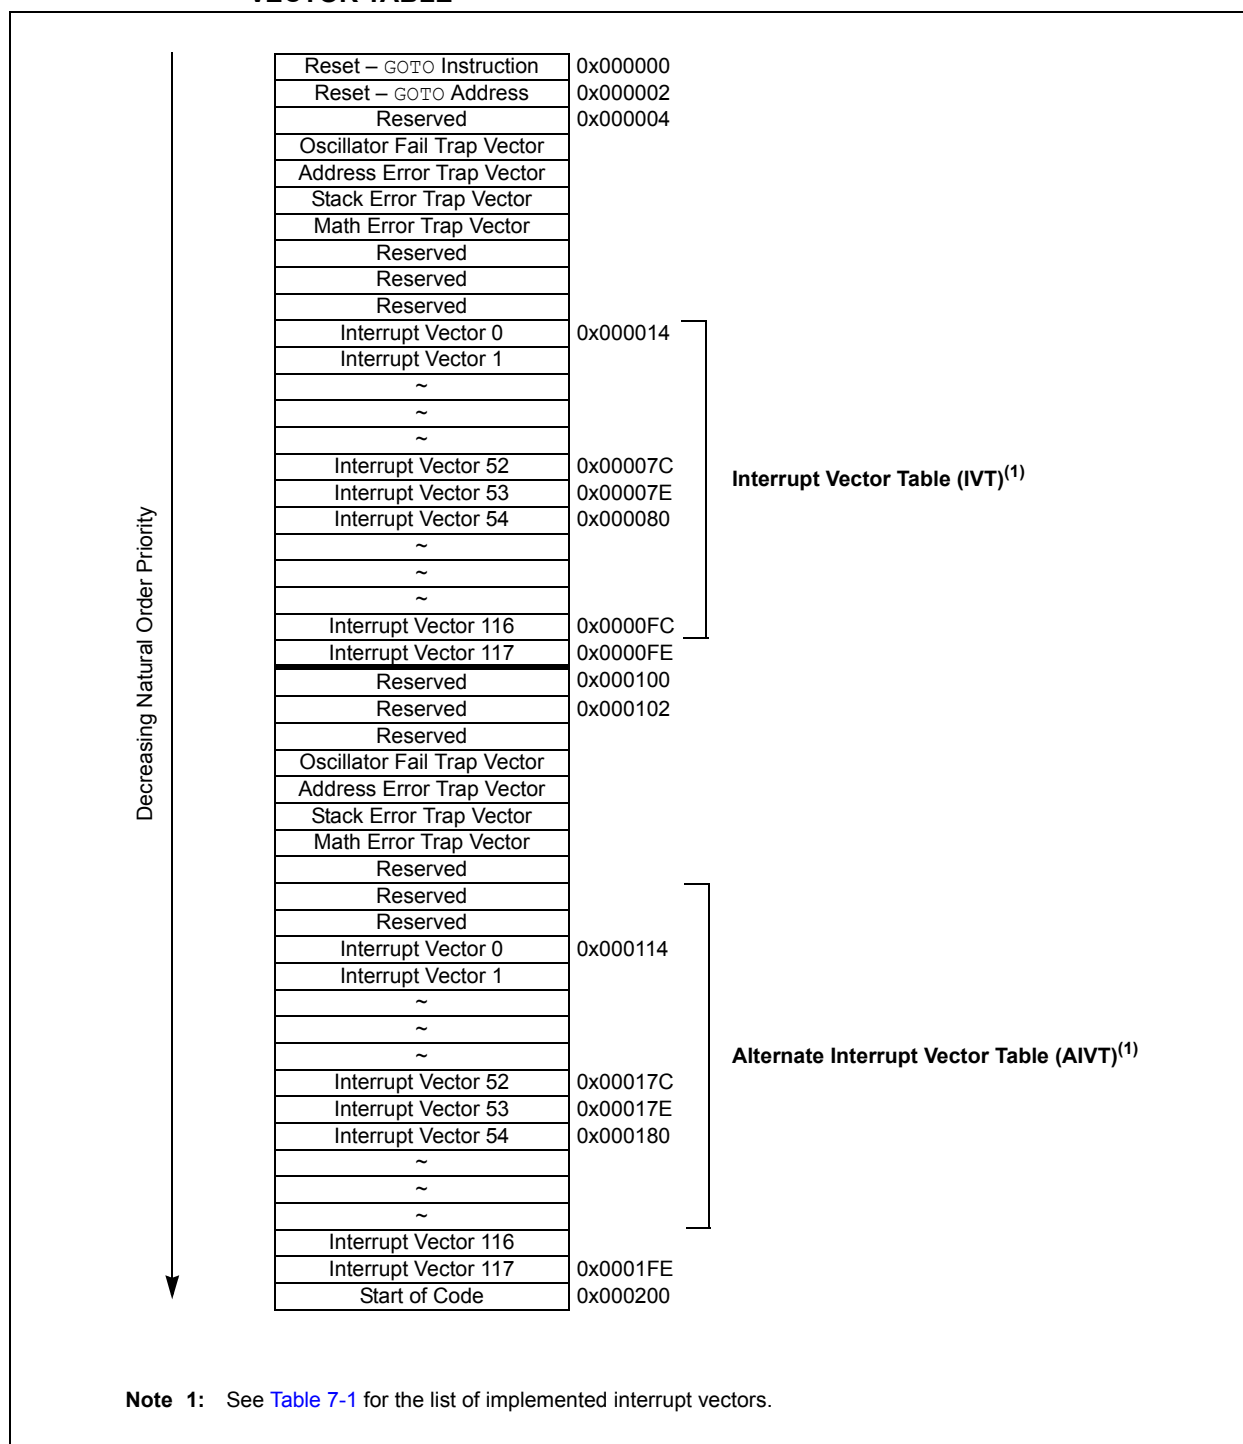 VECTOR TABLE
Reset – GOTO Instruction 0x000000
Reset – GOTO Address 0x000002
Reserved 0x000004
Oscillator Fail Trap Vector
Address Error Trap Vector
Stack Error Trap Vector
Math Error Trap Vector
Reserved
Reserved
Reserved
Interrupt Vector 0 0x000014
Interrupt Vector 1
~
~
~
Interrupt Vector 52 0x00007C
Interrupt Vector Table (IVT)(1)
Interrupt Vector 53 0x00007E
Interrupt Vector 54 0x000080
~
~
~
Interrupt Vector 116 0x0000FC
Interrupt Vector 117 0x0000FE
Decreasing Natural Order Priority
Reserved 0x000100
Reserved 0x000102
Reserved
Oscillator Fail Trap Vector
Address Error Trap Vector
Stack Error Trap Vector
Math Error Trap Vector
Reserved
Reserved
Reserved
Interrupt Vector 0 0x000114
Interrupt Vector 1
~
~
~
Alternate Interrupt Vector Table (AIVT)(1)
Interrupt Vector 52 0x00017C
Interrupt Vector 53 0x00017E
Interrupt Vector 54 0x000180
~
~
~
Interrupt Vector 116
Interrupt Vector 117 0x0001FE
Start of Code 0x000200
Note 1: See Table 7-1 for the list of implemented interrupt vectors.